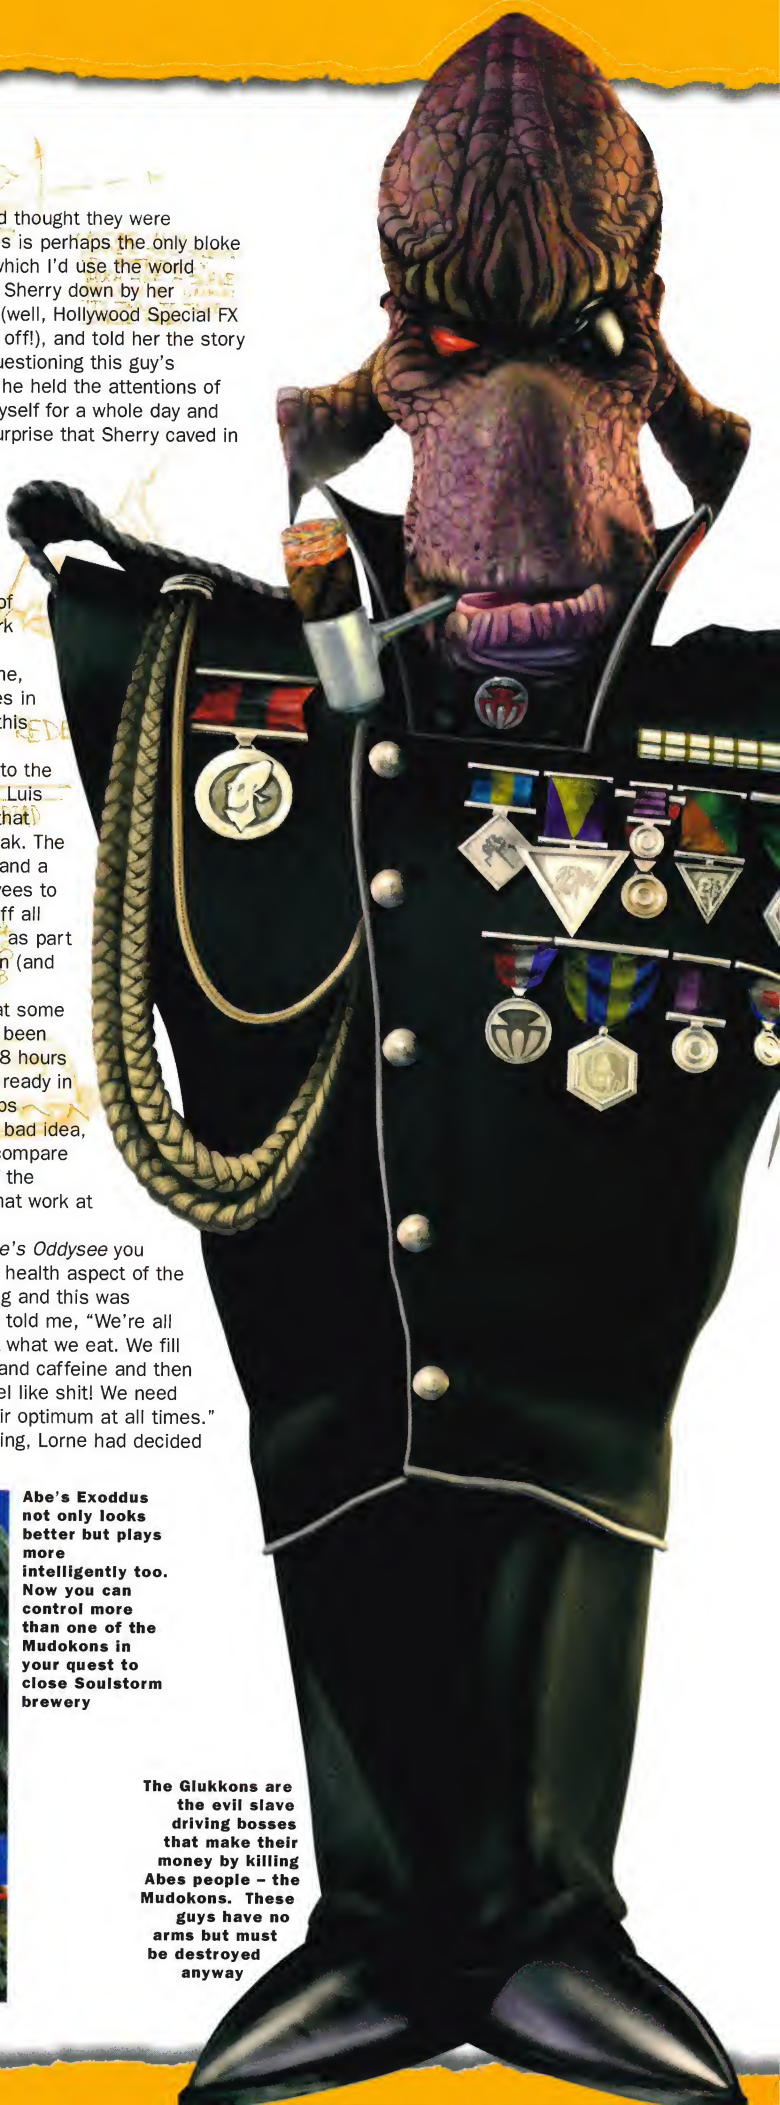 d thought they were
s is perhaps the only bloke
which I'd use the world
Sherry down by her
(well, Hollywood Special FX
off!), and told her the story
uestioning this guy's
he held the attentions of
yself for a whole day and
urprise that Sherry caved in
of
rk
ne,
es in
this
to the
Luis
that
ak. The
and a
ees to
ff all
as part
n (and
at some
been
8 hours
ready in
os
bad idea,
compare
the
hat work at
e's Oddysee you
health aspect of the
g and this was
told me, "We're all
what we eat. We fill
and caffeine and then
el like shit! We need
ir optimum at all times."
ing, Lorne had decided
Abe's Exoddus
not only looks
better but plays
more
intelligently too.
Now you can
control more
than one of the
Mudokons in
your quest to
close Soulstorm
brewery
The Glukkons are
the evil slave
driving bosses
that make their
money by killing
Abes people – the
Mudokons. These
guys have no
arms but must
be destroyed
anyway